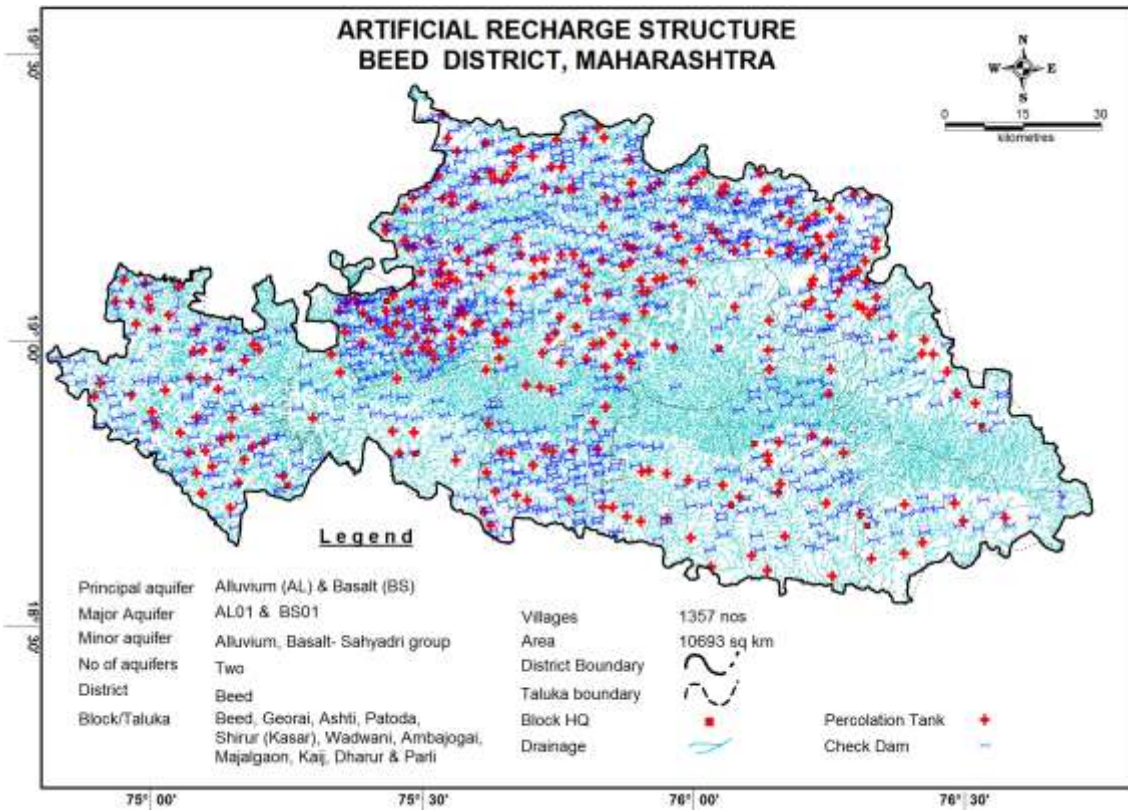 ARTIFICIAL RECHARGE STRUCTURE
BEED DISTRICT, MAHARASHTRA
N
W E
S
0 15 30
kilometres
19° 30'
19° 00'
18° 30'
Legend
Principal aquifer Alluvium (AL) & Basalt (BS)
Major Aquifer AL01 & BS01
Minor aquifer Alluvium, Basalt- Sahyadri group
No of aquifers Two
District Beed
Block/Taluka Beed, Georai, Ashti, Patoda,
Shirur (Kasar), Wadwani, Ambajogai,
Majalgaon, Kaij, Dharur & Parli
Villages 1357 nos
Area 10693 sq km
District Boundary
Taluka boundary
Block HQ
Drainage
Percolation Tank
Check Dam
75° 00' 75° 30' 76° 00' 76° 30'